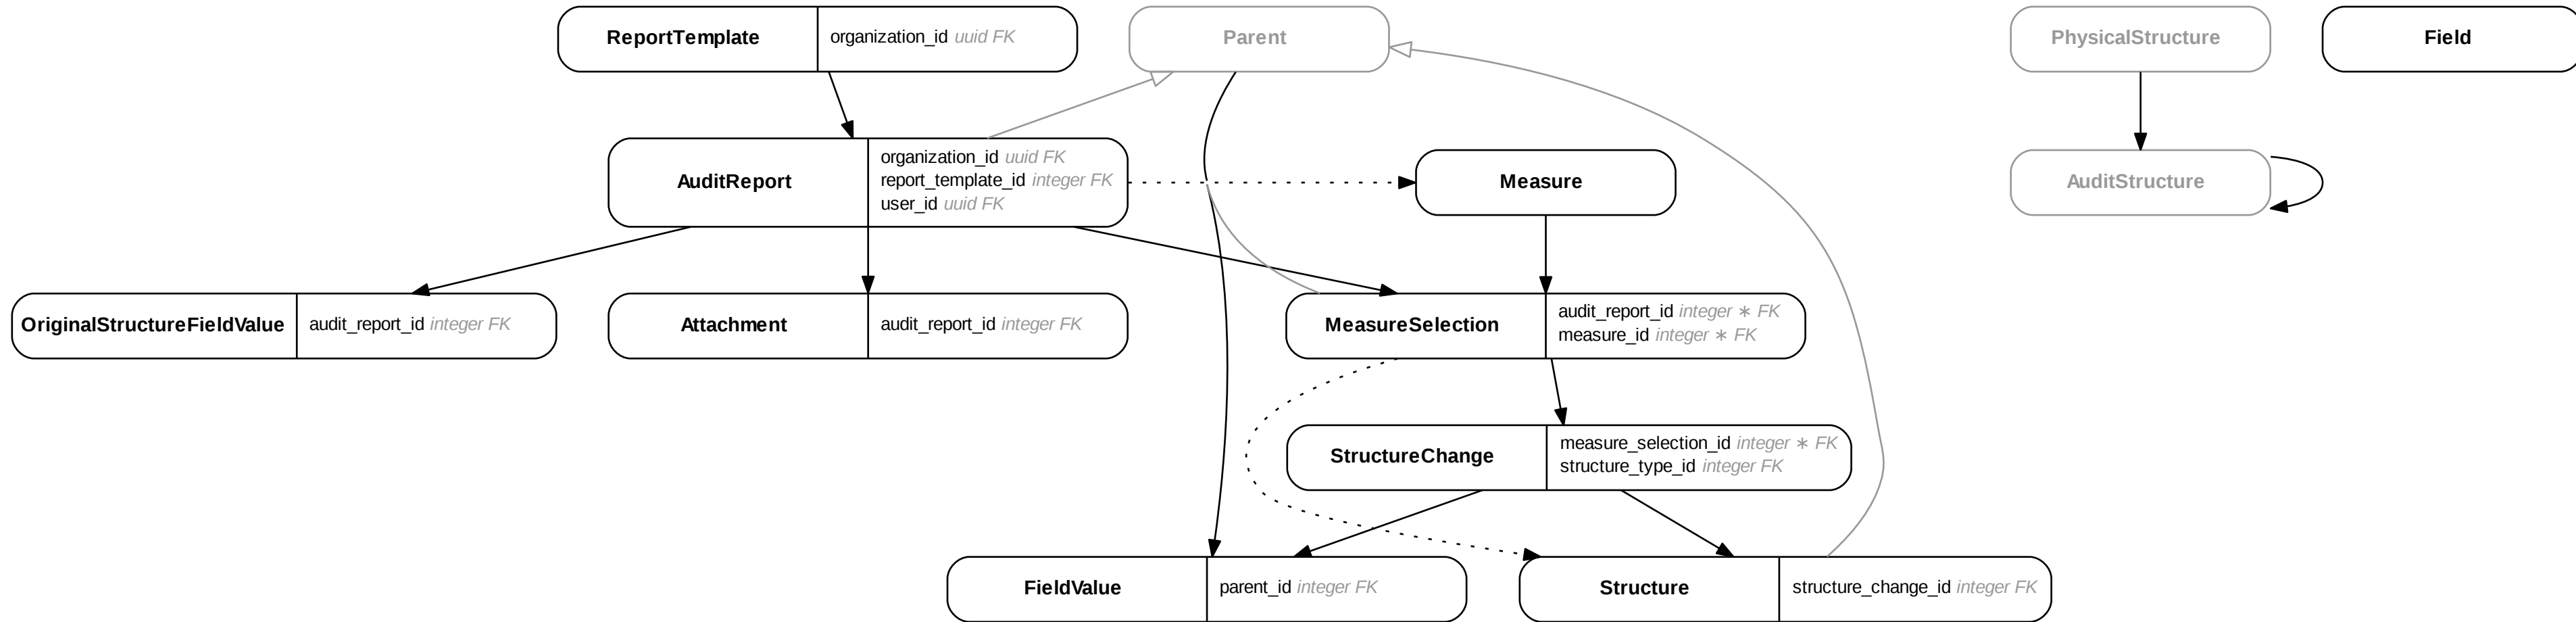 ReportTemplate
organization_id uuid FK
Parent
PhysicalStructure
Field
AuditReport
organization_id uuid FK
report_template_id integer FK
user_id uuid FK
Measure
AuditStructure
OriginalStructureFieldValue
audit_report_id integer FK
Attachment
audit_report_id integer FK
MeasureSelection
audit_report_id integer ∗ FK
measure_id integer ∗ FK
StructureChange
measure_selection_id integer ∗ FK
structure_type_id integer FK
FieldValue
parent_id integer FK
Structure
structure_change_id integer FK